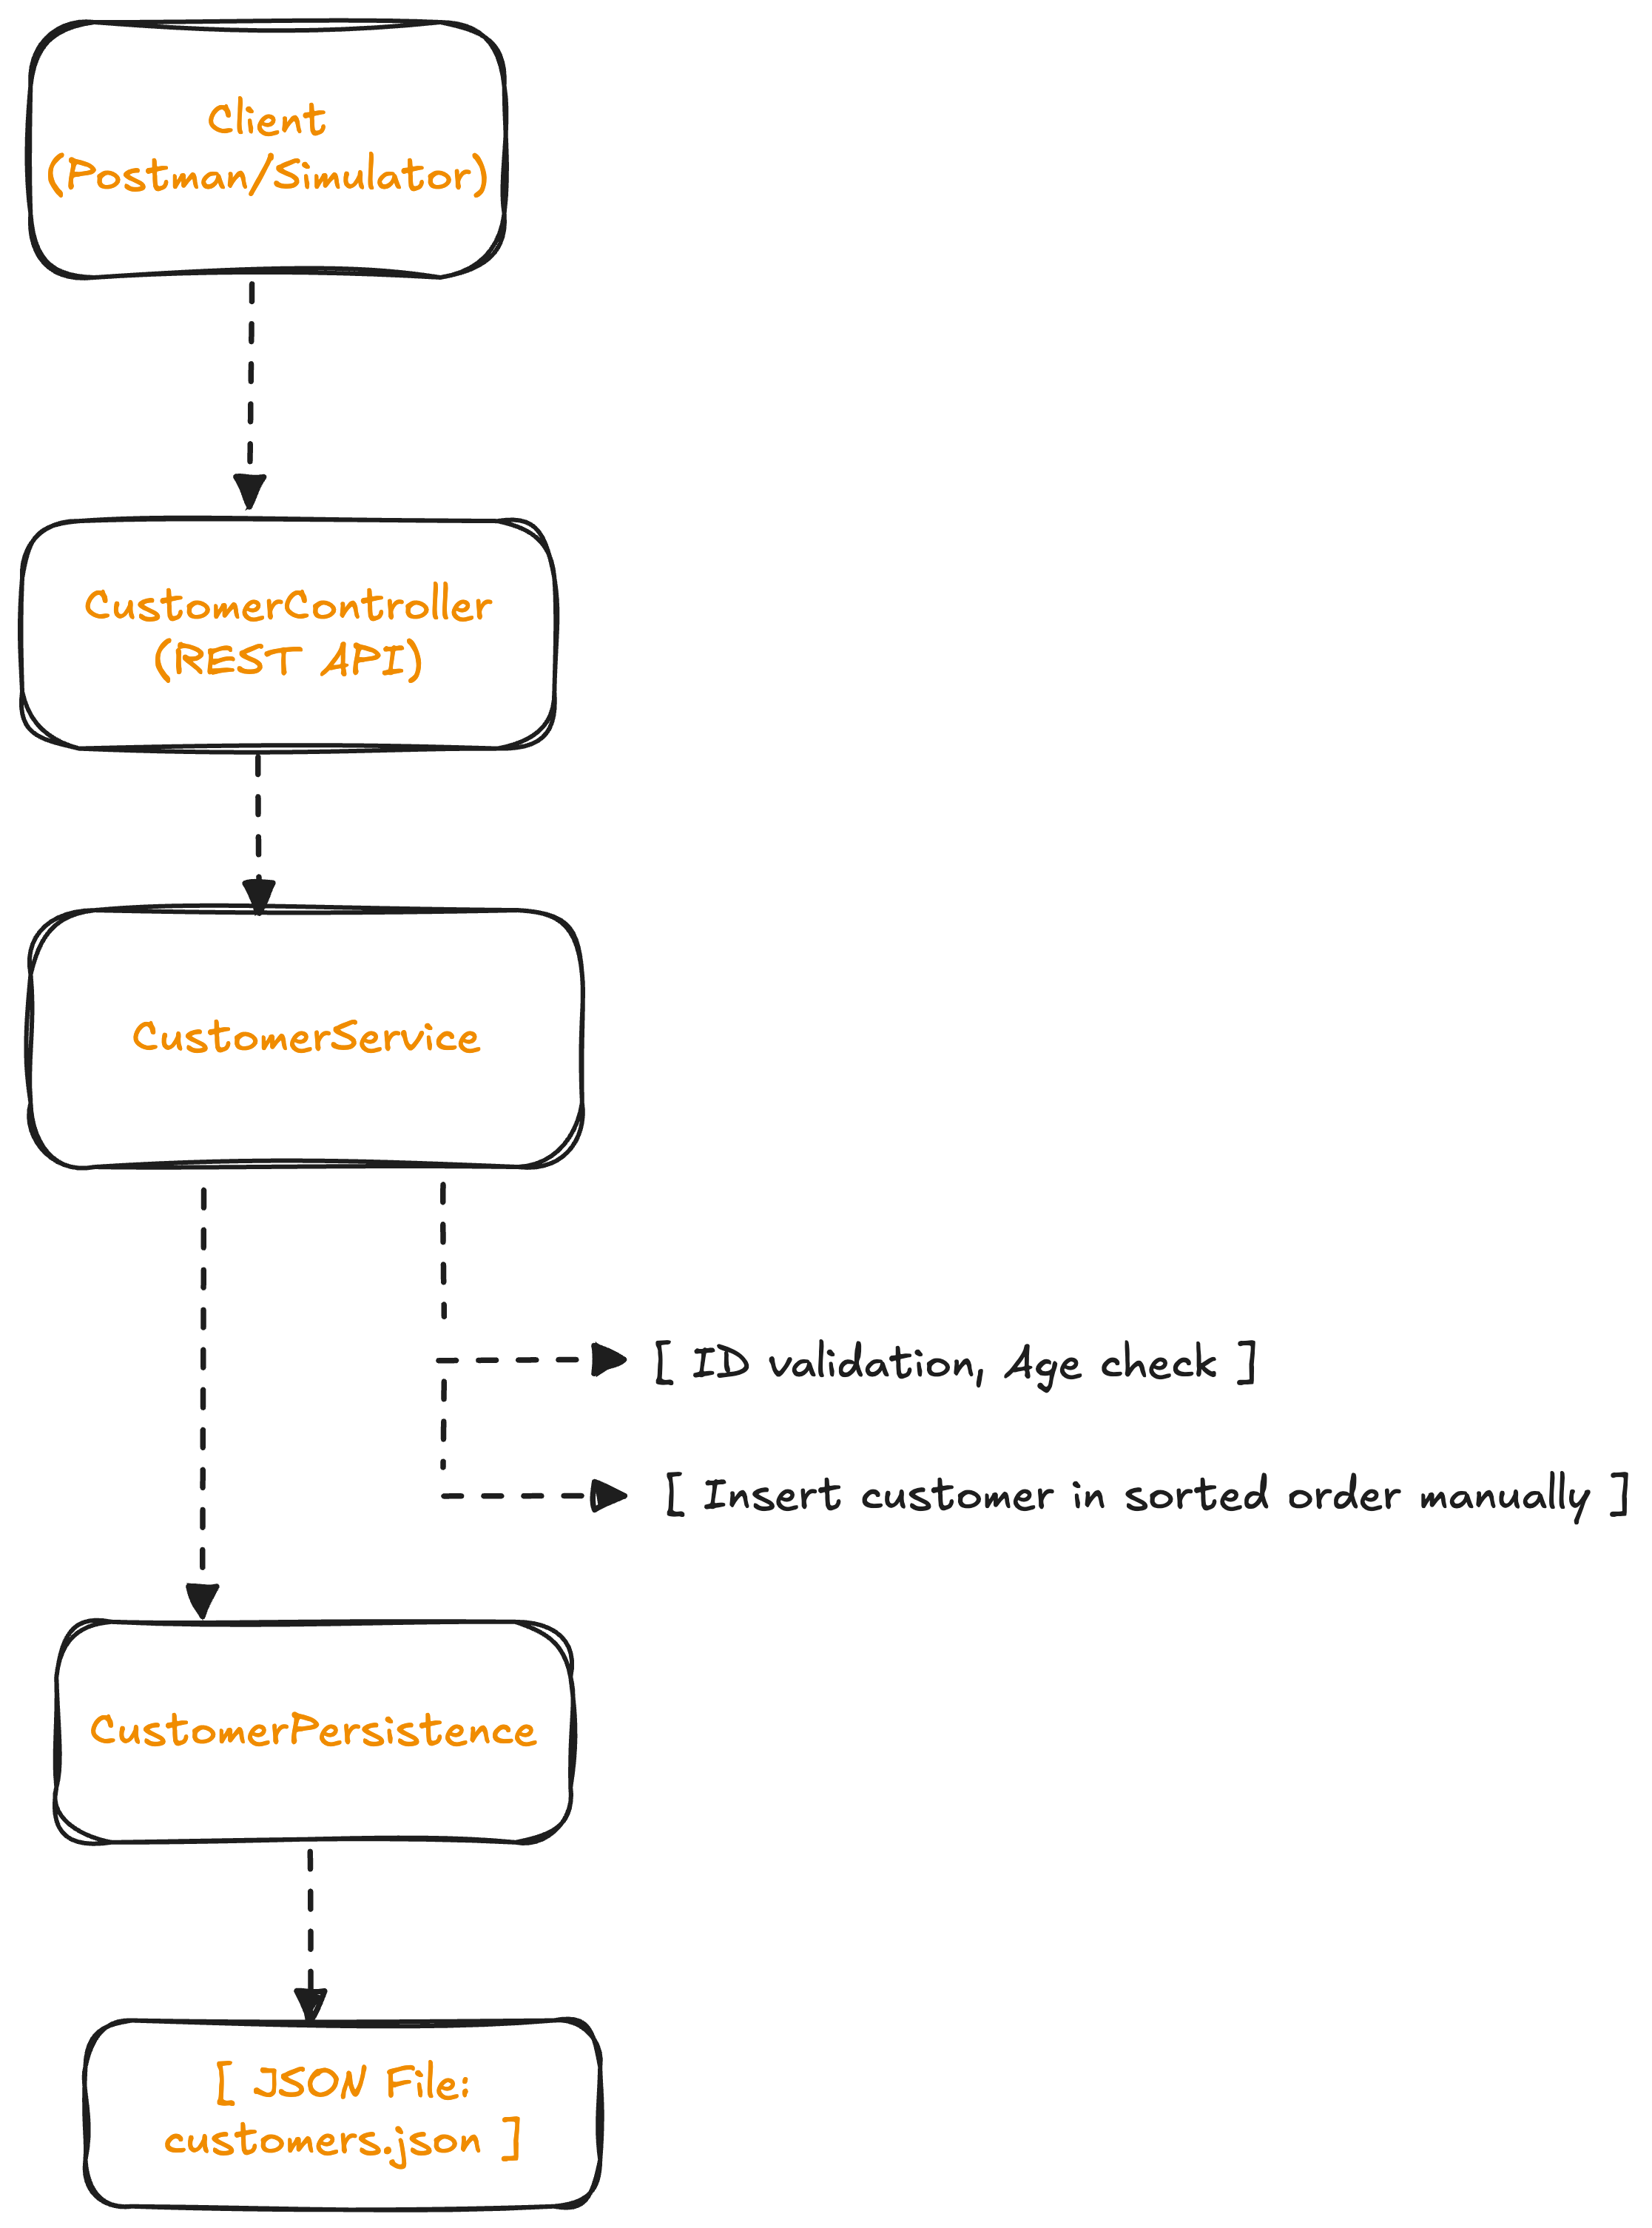 Client
(Postman/Simulator)
CustomerController
(REST API)
CustomerService
[ ID validation, Age check ]
[ Insert customer in sorted order manually ]
CustomerPersistence
[ JSON File:
customers.json ]